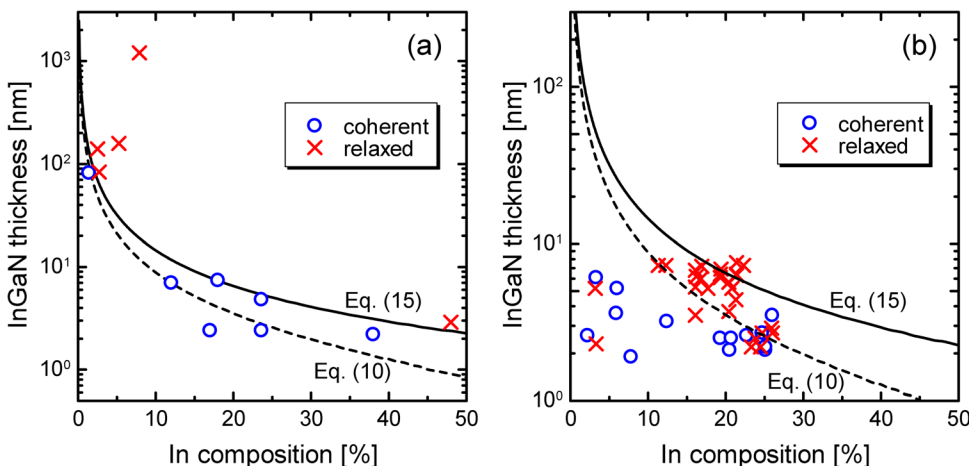 (a)
InGaN thickness [nm]
10³
10²
10¹
10⁰
coherent
relaxed
Eq. (15)
Eq. (10)
0 10 20 30 40 50
In composition [%]
(b)
InGaN thickness [nm]
10²
10¹
10⁰
coherent
relaxed
Eq. (15)
Eq. (10)
0 10 20 30 40 50
In composition [%]